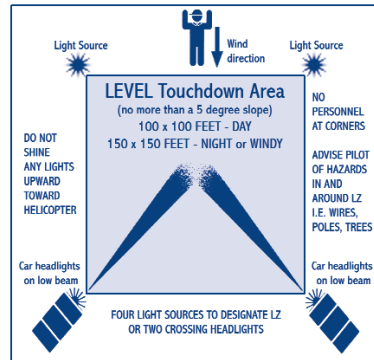 Light Source
Wind
direction
Light Source
LEVEL Touchdown Area
(no more than a 5 degree slope)
100 x 100 FEET - DAY
150 x 150 FEET - NIGHT or WINDY
DO NOT
SHINE
ANY LIGHTS
UPWARD
TOWARD
HELICOPTER
NO
PERSONNEL
AT CORNERS
ADVISE PILOT
OF HAZARDS
IN AND
AROUND LZ
I.E. WIRES,
POLES, TREES
Car headlights
on low beam
Car headlights
on low beam
FOUR LIGHT SOURCES TO DESIGNATE LZ
OR TWO CROSSING HEADLIGHTS